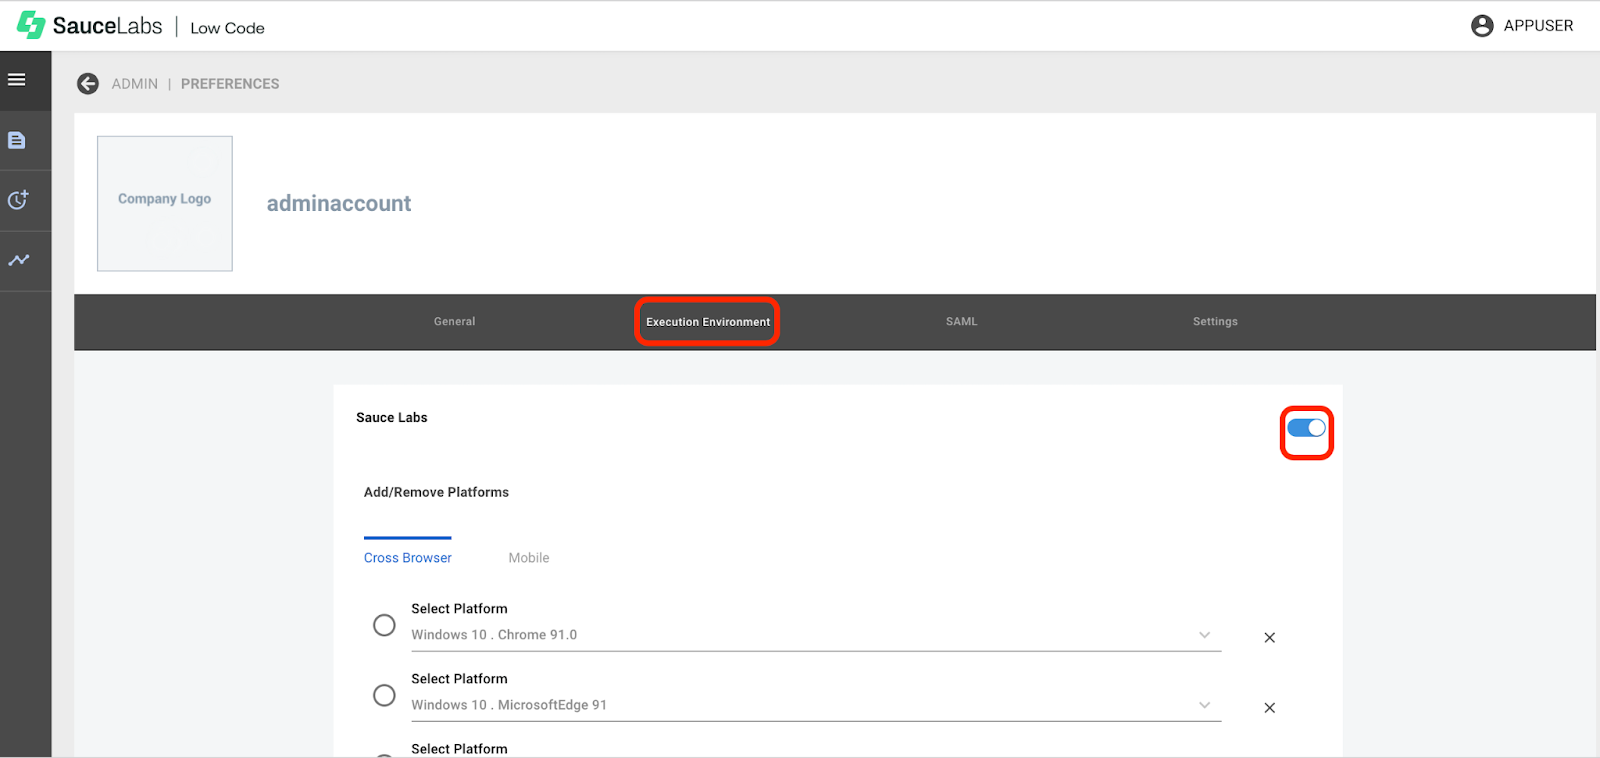 SauceLabs | Low Code
APPUSER
ADMIN | PREFERENCES
Company Logo
adminaccount
General
Execution Environment
SAML
Settings
Sauce Labs
Add/Remove Platforms
Cross Browser
Mobile
Select Platform
Windows 10 . Chrome 91.0
Select Platform
Windows 10 . MicrosoftEdge 91
Select Platform